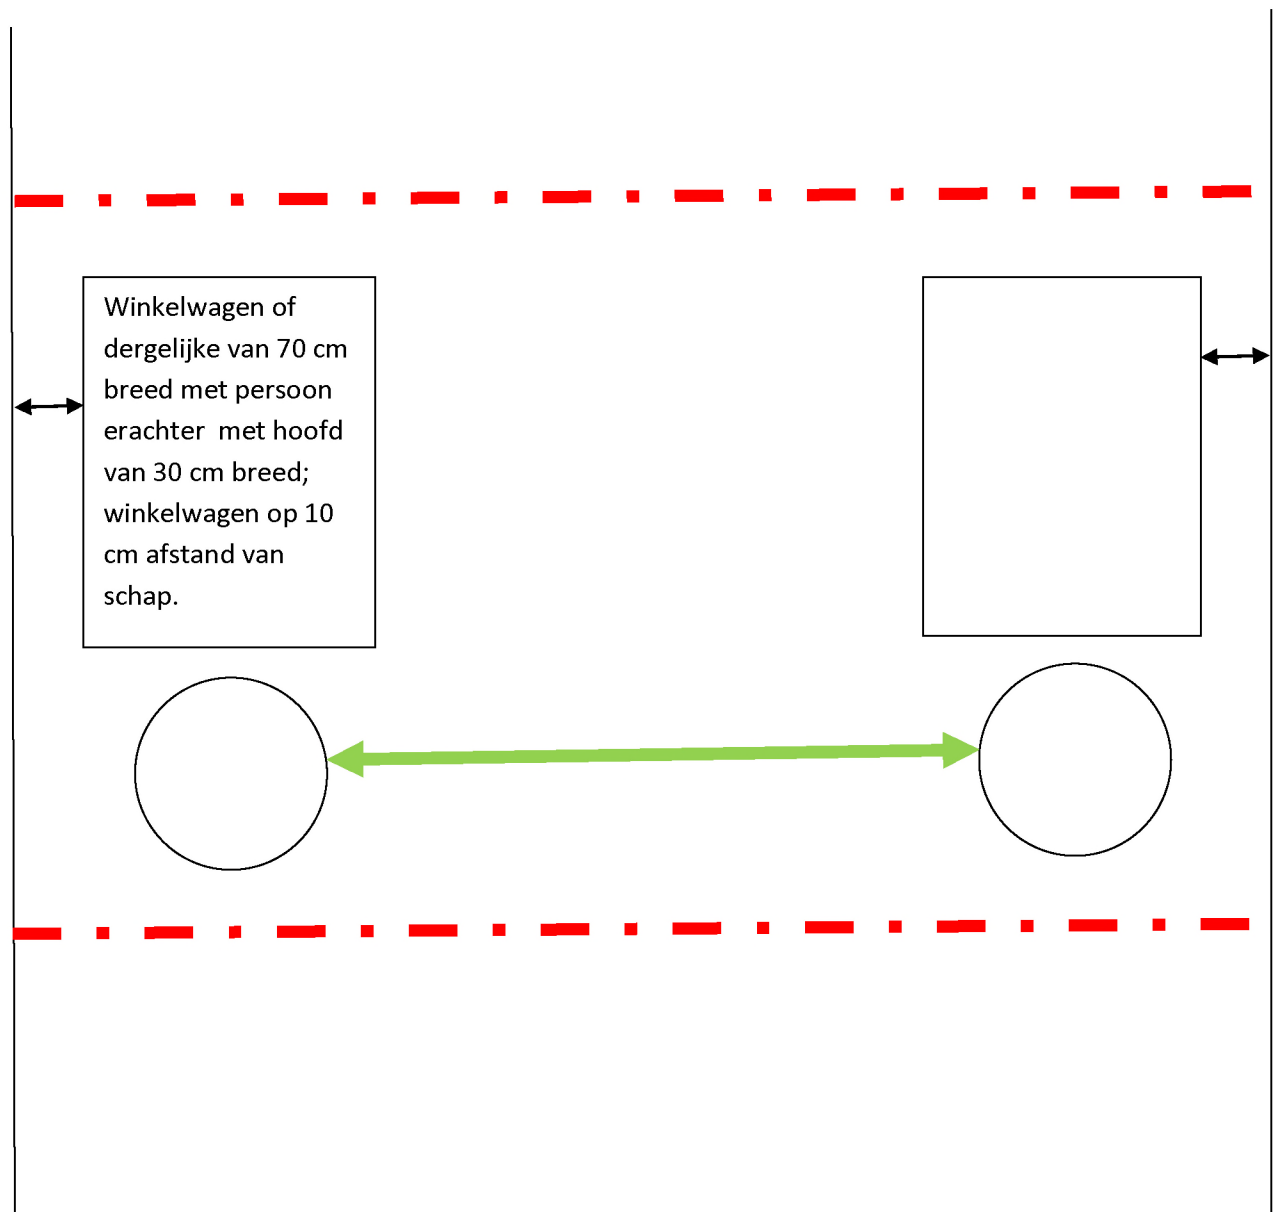 Winkelwagen of
dergelijke van 70 cm
breed met persoon
erachter  met hoofd
van 30 cm breed;
winkelwagen op 10
cm afstand van
schap.